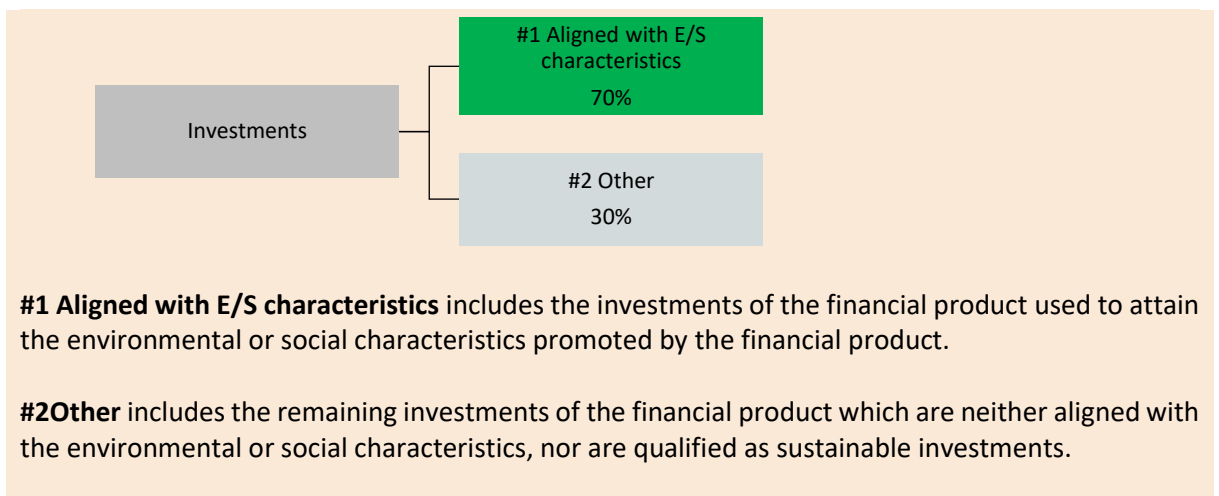 #1 Aligned with E/S
characteristics
70%
Investments
#2 Other
30%
#1 Aligned with E/S characteristics includes the investments of the financial product used to attain
the environmental or social characteristics promoted by the financial product.
#2Other includes the remaining investments of the financial product which are neither aligned with
the environmental or social characteristics, nor are qualified as sustainable investments.